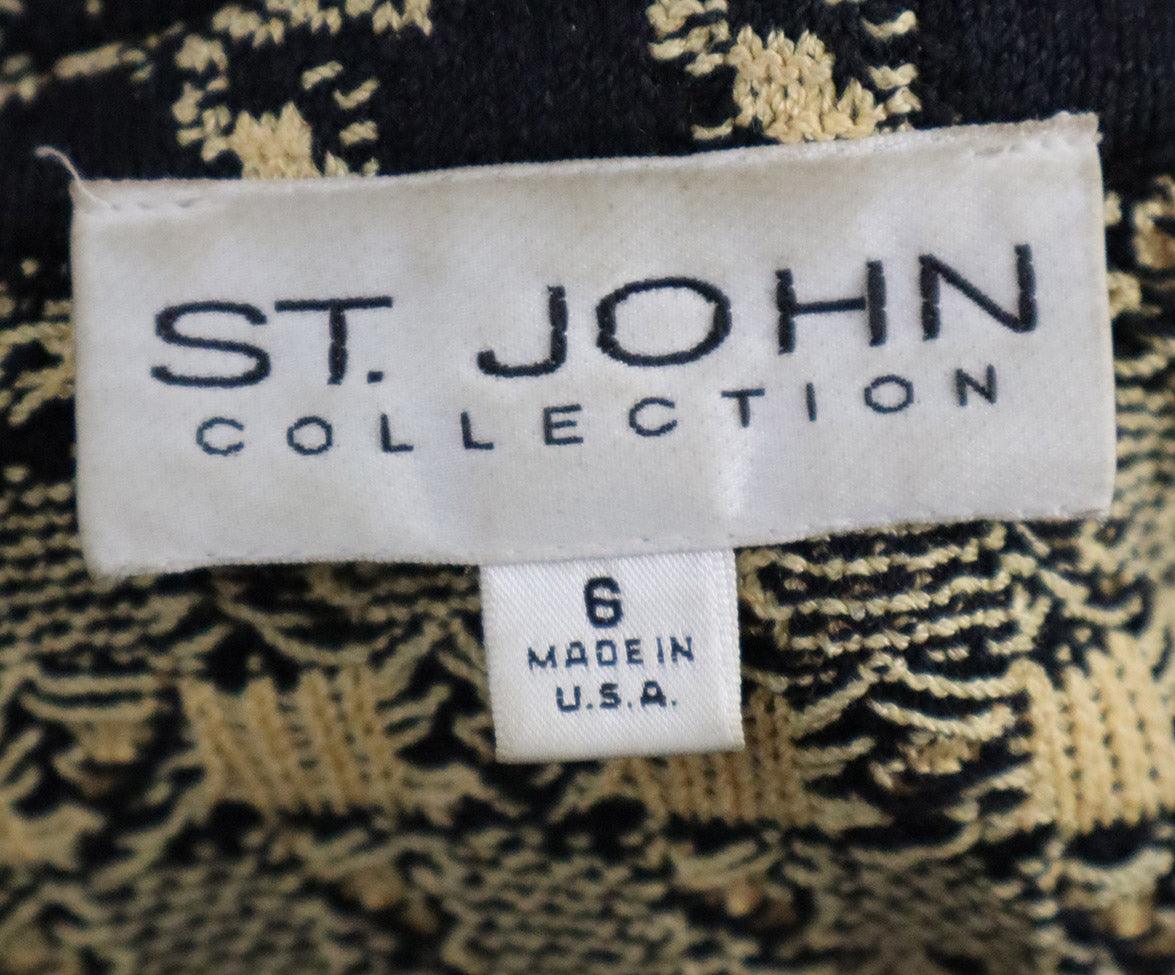 ST. JOHN
COLLECTION
6
MADE IN
U.S.A.